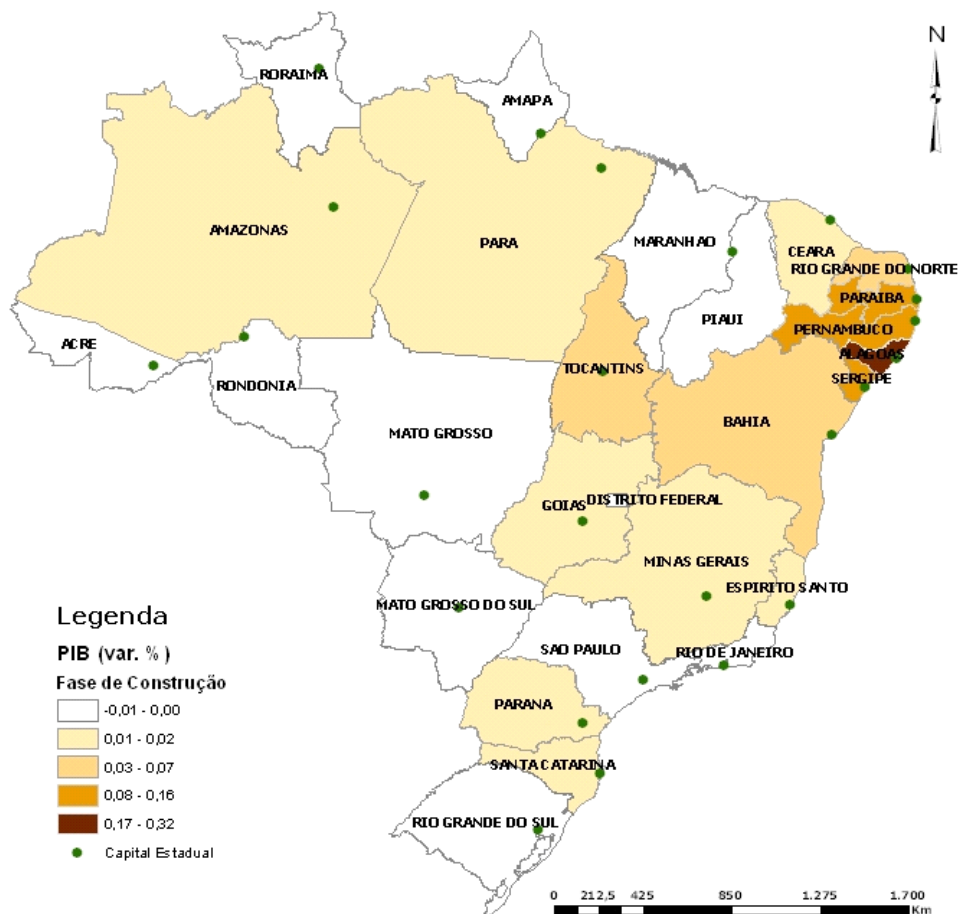 N
RORAIMA
AMAPA
AMAZONAS
PARA
MARANHAO
CEARA
RIO GRANDE DO NORTE
PARAIBA
PIAUI
PERNAMBUCO
ACRE
ALAGOAS
TOCANTINS
SERGIPE
RONDONIA
BAHIA
MATO GROSSO
GOIAS
DISTRITO FEDERAL
MINAS GERAIS
ESPIRITO SANTO
MATO GROSSO DO SUL
SAO PAULO
RIO DE JANEIRO
PARANA
SANTA CATARINA
RIO GRANDE DO SUL
Legenda
PIB (var. %)
Fase de Construção
-0,01 - 0,00
0,01 - 0,02
0,03 - 0,07
0,08 - 0,16
0,17 - 0,32
Capital Estadual
0 212,5 425 850 1.275 1.700
Km